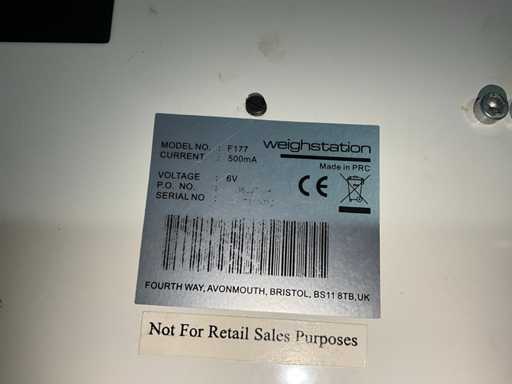 weighstation
MODEL NO. : F177
CURRENT : 500mA
Made in PRC
VOLTAGE : 6V
CE
P.O. NO. :
SERIAL NO :
FOURTH WAY, AVONMOUTH, BRISTOL, BS11 8TB,UK
Not For Retail Sales Purposes